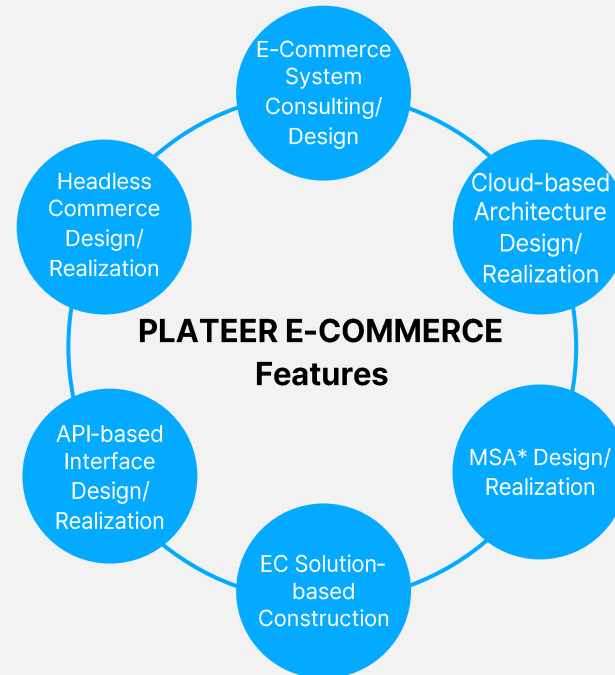 E-Commerce
System
Consulting/
Design
Headless
Commerce
Design/
Realization
Cloud-based
Architecture
Design/
Realization
PLATEER E-COMMERCE
Features
API-based
Interface
Design/
Realization
MSA* Design/
Realization
EC Solution-
based
Construction